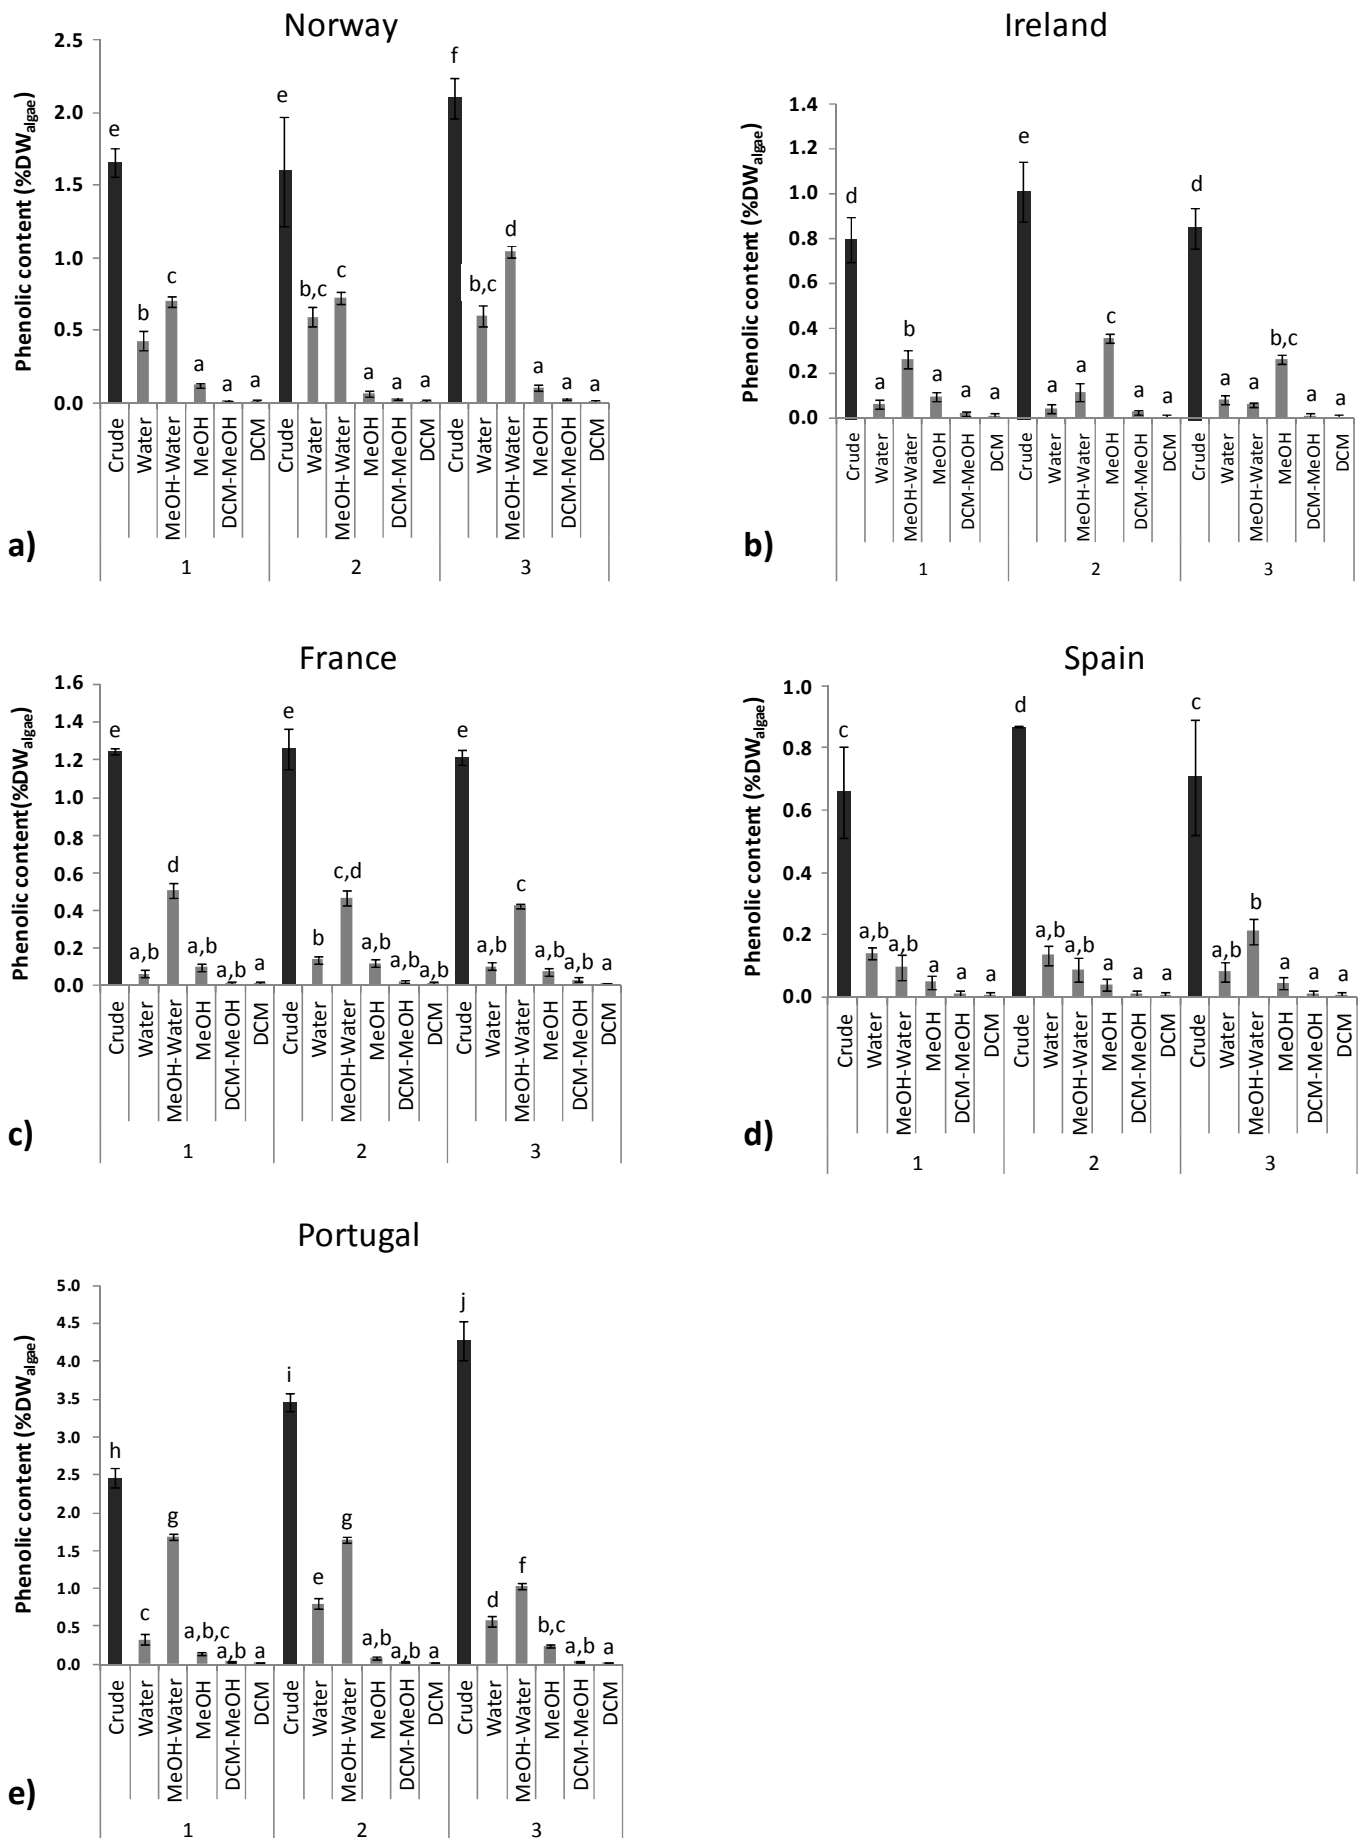 Norway
Phenolic content (%DWalgae)
2.5
2.0
1.5
1.0
0.5
0.0
e
b
c
a
a
a
e
b,c
c
a
a
a
f
b,c
d
a
a
a
Crude
Water
MeOH-Water
MeOH
DCM-MeOH
DCM
Crude
Water
MeOH-Water
MeOH
DCM-MeOH
DCM
Crude
Water
MeOH-Water
MeOH
DCM-MeOH
DCM
1
2
3
a)
Ireland
Phenolic content (%DWalgae)
1.4
1.2
1.0
0.8
0.6
0.4
0.2
0.0
d
a
b
a
a
a
e
a
a
c
a
a
d
a
a
b,c
a
a
Crude
Water
MeOH-Water
MeOH
DCM-MeOH
DCM
Crude
Water
MeOH-Water
MeOH
DCM-MeOH
DCM
Crude
Water
MeOH-Water
MeOH
DCM-MeOH
DCM
1
2
3
b)
France
Phenolic content(%DWalgae)
1.6
1.4
1.2
1.0
0.8
0.6
0.4
0.2
0.0
e
a,b
d
a,b
a,b
a
e
b
c,d
a,b
a,b
a,b
e
a,b
c
a,b
a,b
a
Crude
Water
MeOH-Water
MeOH
DCM-MeOH
DCM
Crude
Water
MeOH-Water
MeOH
DCM-MeOH
DCM
Crude
Water
MeOH-Water
MeOH
DCM-MeOH
DCM
1
2
3
c)
Spain
Phenolic content (%DWalgae)
1.0
0.8
0.6
0.4
0.2
0.0
c
a,b
a,b
a
a
a
d
a,b
a,b
a
a
a
c
a,b
b
a
a
a
Crude
Water
MeOH-Water
MeOH
DCM-MeOH
DCM
Crude
Water
MeOH-Water
MeOH
DCM-MeOH
DCM
Crude
Water
MeOH-Water
MeOH
DCM-MeOH
DCM
1
2
3
d)
Portugal
Phenolic content (%DWalgae)
5.0
4.5
4.0
3.5
3.0
2.5
2.0
1.5
1.0
0.5
0.0
h
c
g
a,b,c
a,b
a
i
e
g
a,b
a,b
a
j
d
f
b,c
a,b
a
Crude
Water
MeOH-Water
MeOH
DCM-MeOH
DCM
Crude
Water
MeOH-Water
MeOH
DCM-MeOH
DCM
Crude
Water
MeOH-Water
MeOH
DCM-MeOH
DCM
1
2
3
e)